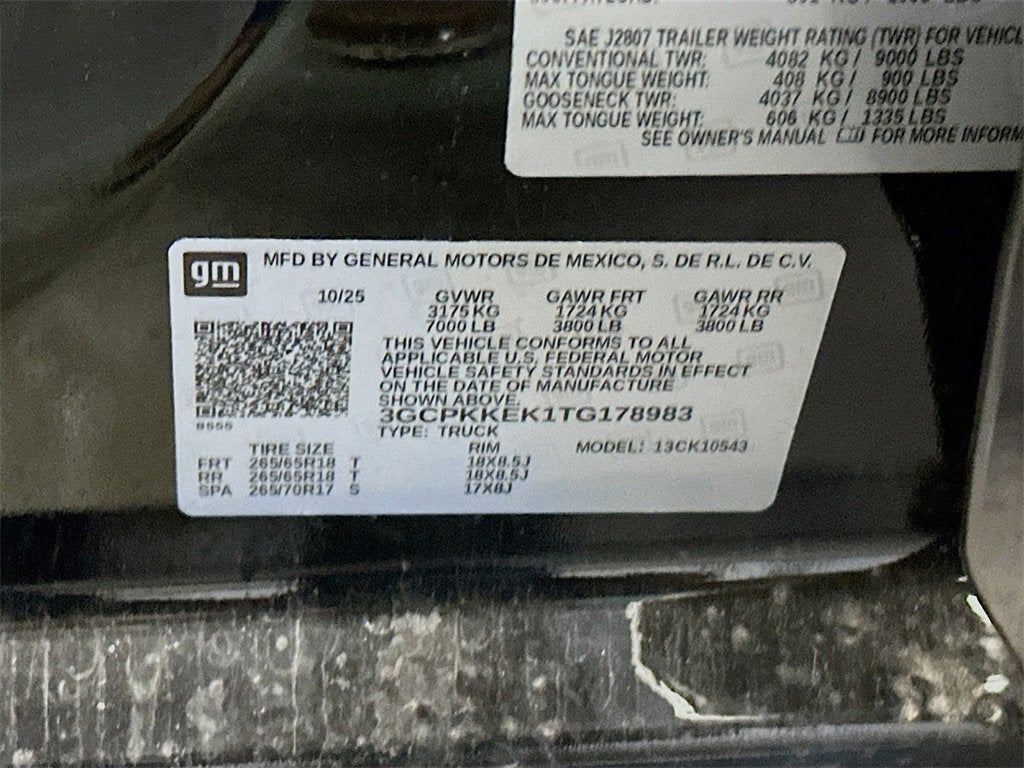 SAE J2807 TRAILER WEIGHT RATING (TWR) FOR VEHICL
CONVENTIONAL TWR: 4082 KG / 9000 LBS
MAX TONGUE WEIGHT: 408 KG / 900 LBS
GOOSENECK TWR: 4037 KG / 8900 LBS
MAX TONGUE WEIGHT: 606 KG / 1335 LBS
SEE OWNER'S MANUAL FOR MORE INFORM
gm
MFD BY GENERAL MOTORS DE MEXICO, S. DE R.L. DE C.V.
10/25 GVWR GAWR FRT GAWR RR
3175 KG 1724 KG 1724 KG
7000 LB 3800 LB 3800 LB
THIS VEHICLE CONFORMS TO ALL
APPLICABLE U.S. FEDERAL MOTOR
VEHICLE SAFETY STANDARDS IN EFFECT
ON THE DATE OF MANUFACTURE
SHOWN ABOVE.
3GCPKKEK1TG178983
TYPE: TRUCK
TIRE SIZE RIM MODEL: 13CK10543
FRT 265/65R18 T 18X8.5J
RR 265/65R18 T 18X8.5J
SPA 265/70R17 S 17X8J